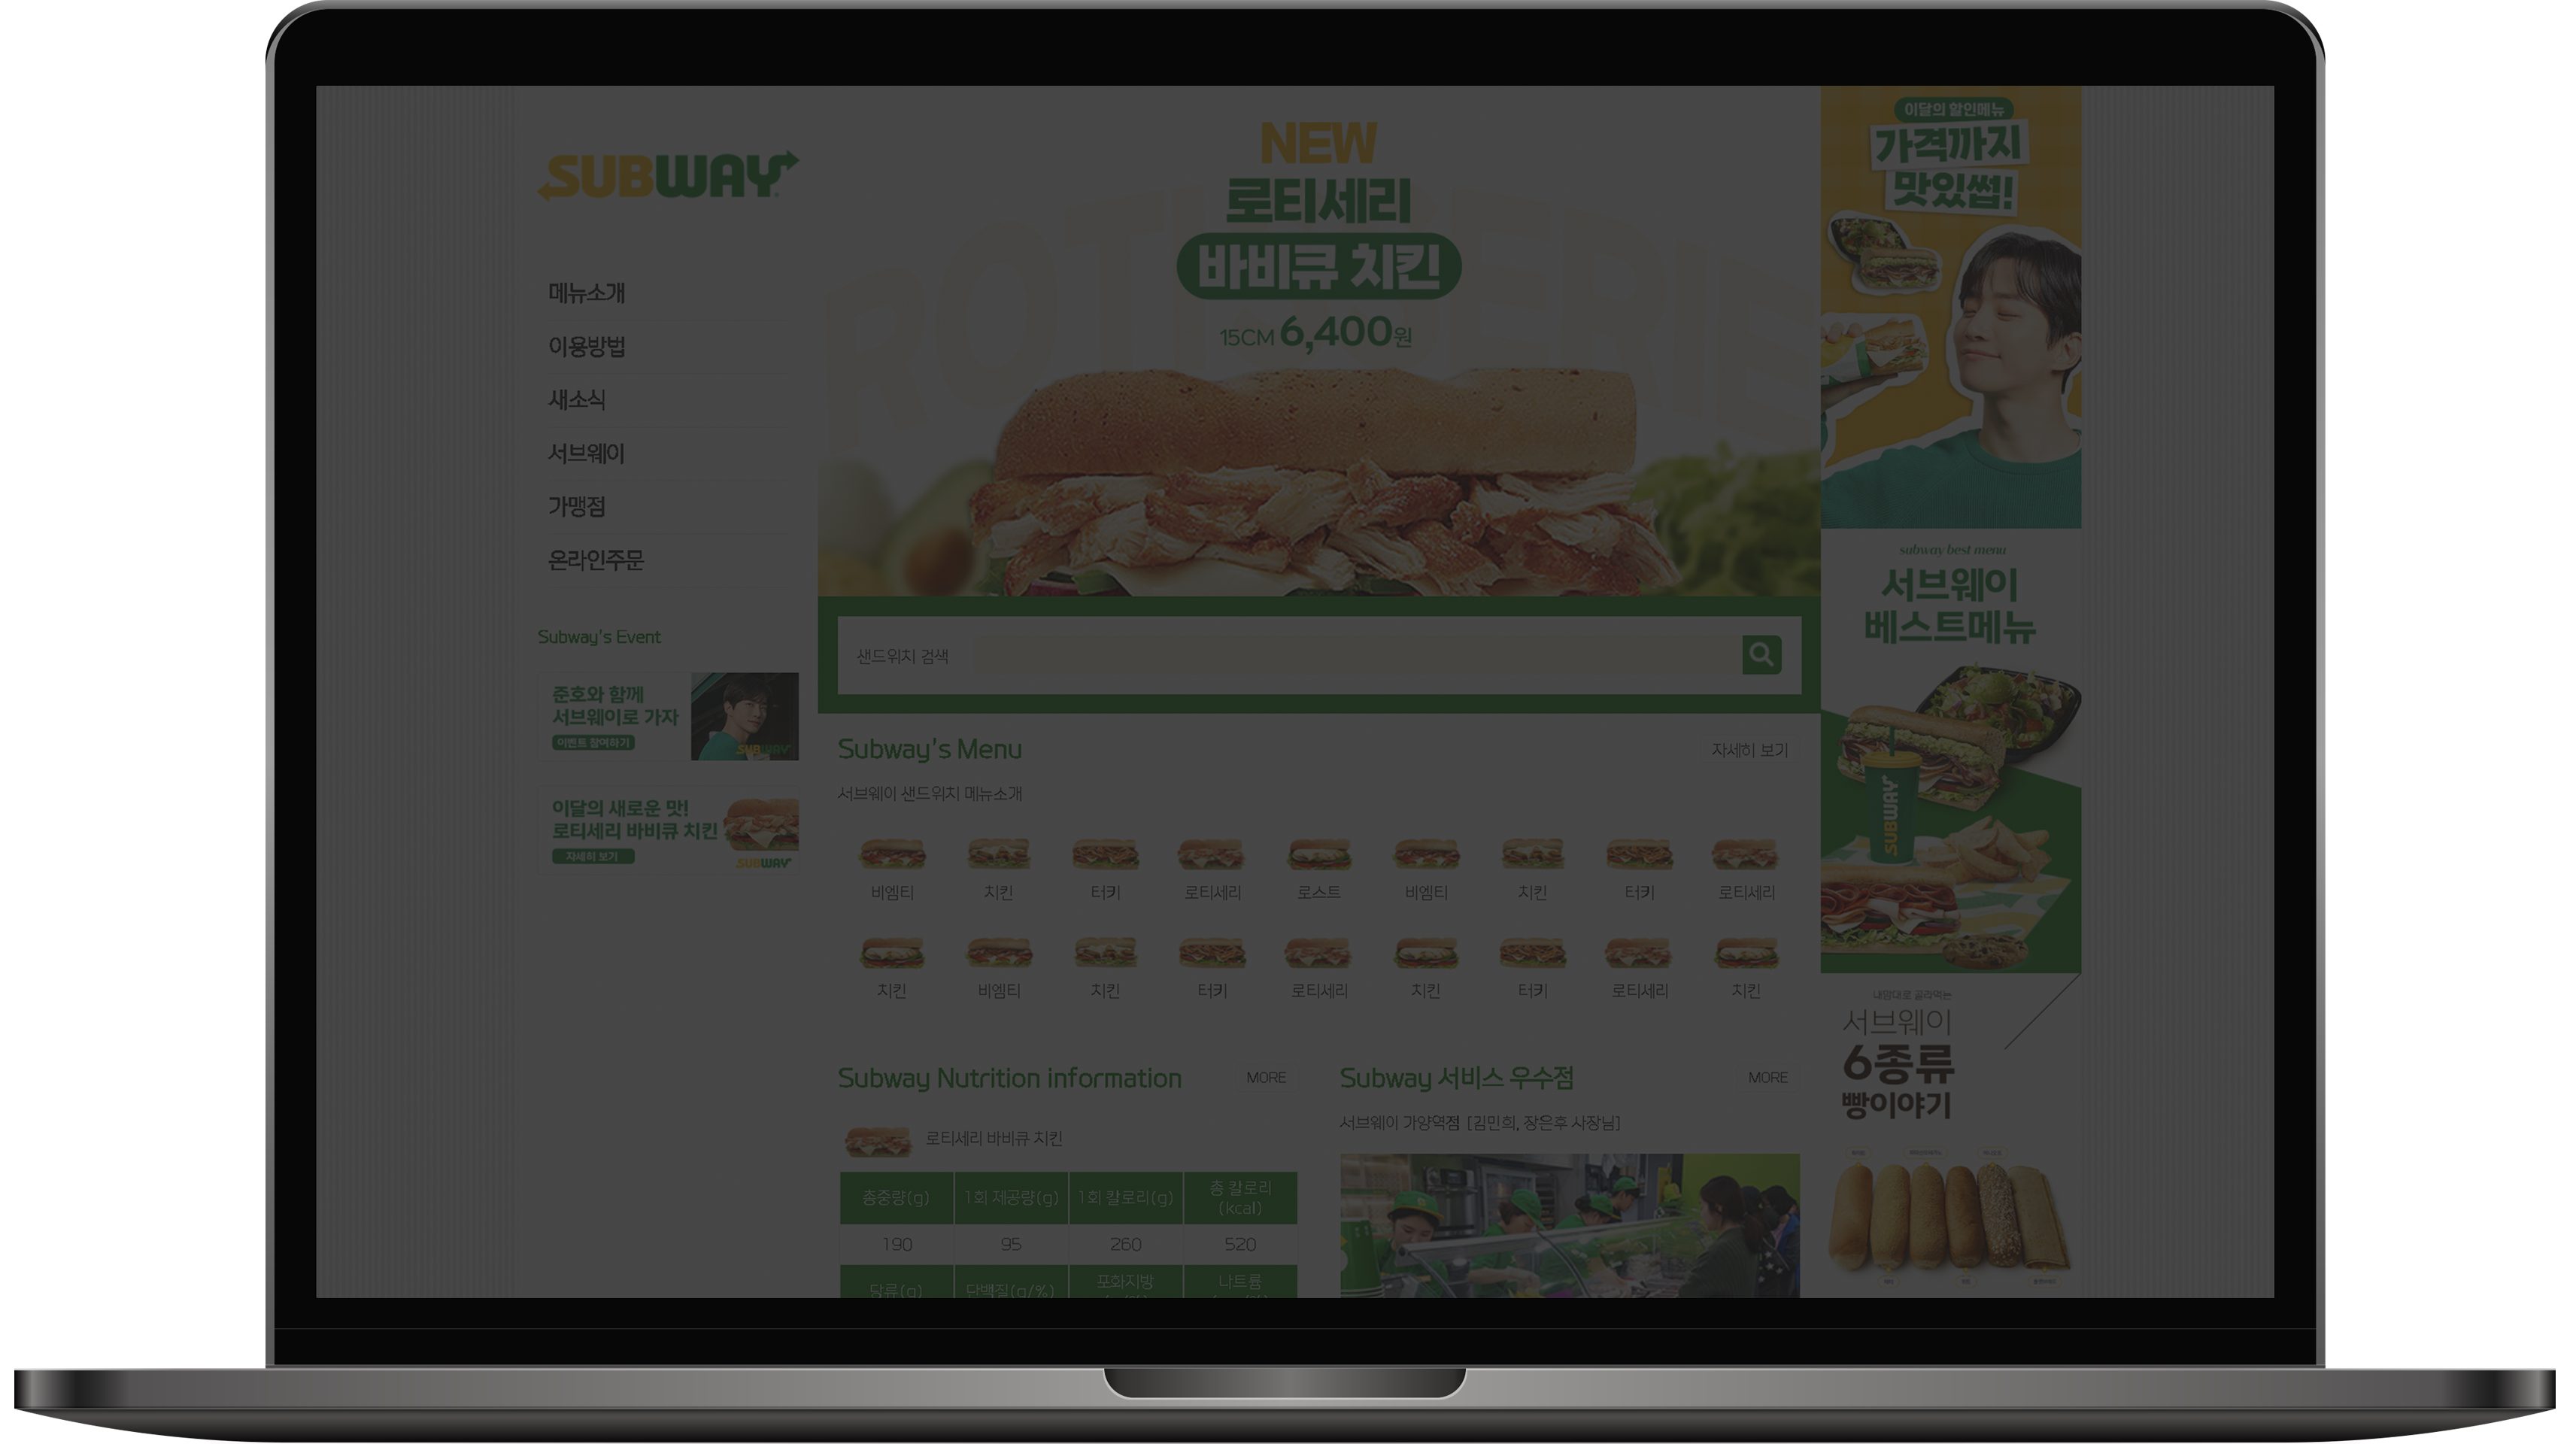 SUBWAY
메뉴소개
이용방법
새소식
서브웨이
가맹점
온라인주문
Subway's Event
준호와 함께
서브웨이로 가자
이벤트 참여하기
SUBWAY
이달의 새로운 맛!
로티세리 바비큐 치킨
자세히 보기
SUBWAY
NEW
로티세리
바비큐 치킨
15CM 6,400원
샌드위치 검색
Subway's Menu
자세히 보기
서브웨이 샌드위치 메뉴소개
비엠티 치킨 터키 로티세리 로스트 비엠티 치킨 터키 로티세리
치킨 비엠티 치킨 터키 로티세리 치킨 터키 로티세리 치킨
Subway Nutrition information
MORE
로티세리 바비큐 치킨
총중량(g) 1회 제공량(g) 1회 칼로리(g) 총 칼로리
(kcal)
190 95 260 520
당류(g) 단백질(g/%) 포화지방 나트륨
Subway 서비스 우수점
MORE
서브웨이 가양역점 [김민희, 장은후 사장님]
이달의 할인메뉴
가격까지
맛있썹!
subway best menu
서브웨이
베스트메뉴
SUBWAY
내맘대로 골라먹는
서브웨이
6종류
빵이야기